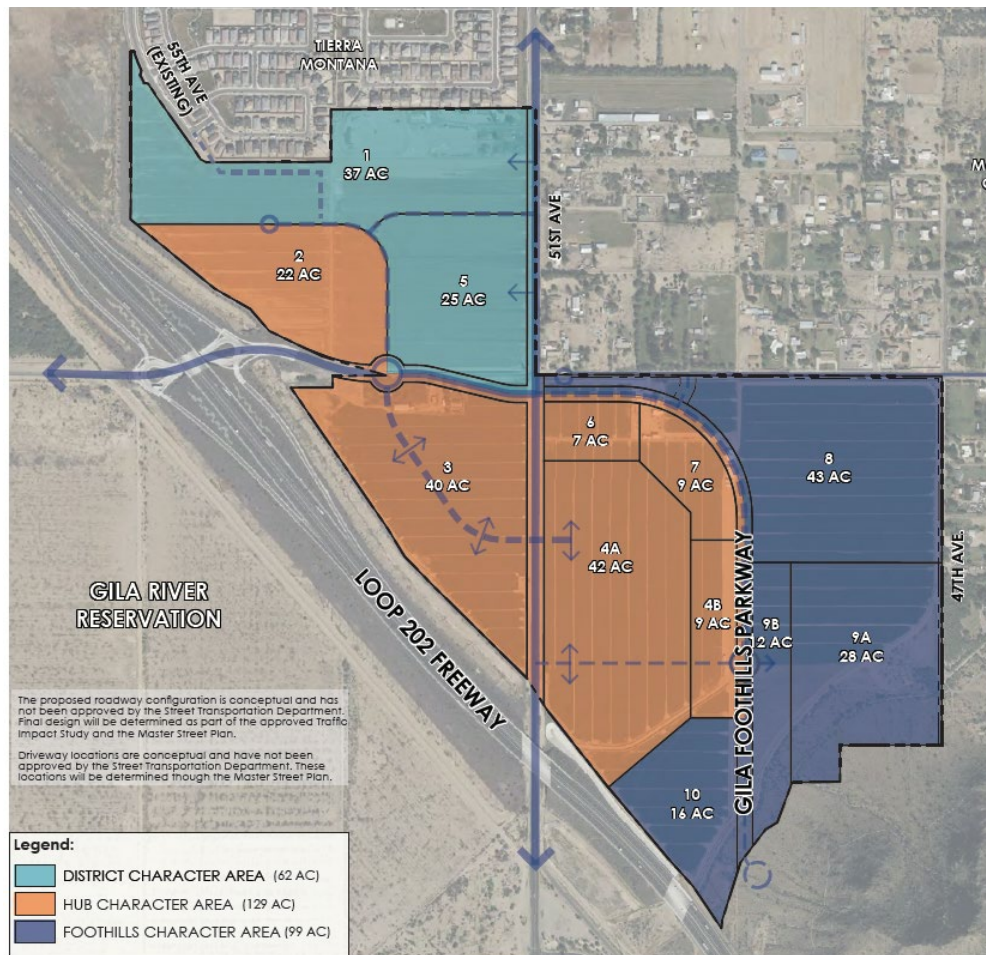 55TH AVE
(EXISTING)
TIERRA
MONTANA
1
37 AC
51ST AVE
2
22 AC
5
25 AC
6
7 AC
7
9 AC
8
43 AC
3
40 AC
4A
42 AC
4B
9 AC
9B
2 AC
9A
28 AC
47TH AVE.
GILA RIVER
RESERVATION
LOOP 202 FREEWAY
GILA FOOTHILLS PARKWAY
10
16 AC
The proposed roadway configuration is conceptual and has
not been approved by the Street Transportation Department.
Final design will be determined as part of the approved Traffic
Impact Study and the Master Street Plan.
Driveway locations are conceptual and have not been
approved by the Street Transportation Department. These
locations will be determined though the Master Street Plan.
Legend:
DISTRICT CHARACTER AREA (62 AC)
HUB CHARACTER AREA (129 AC)
FOOTHILLS CHARACTER AREA (99 AC)